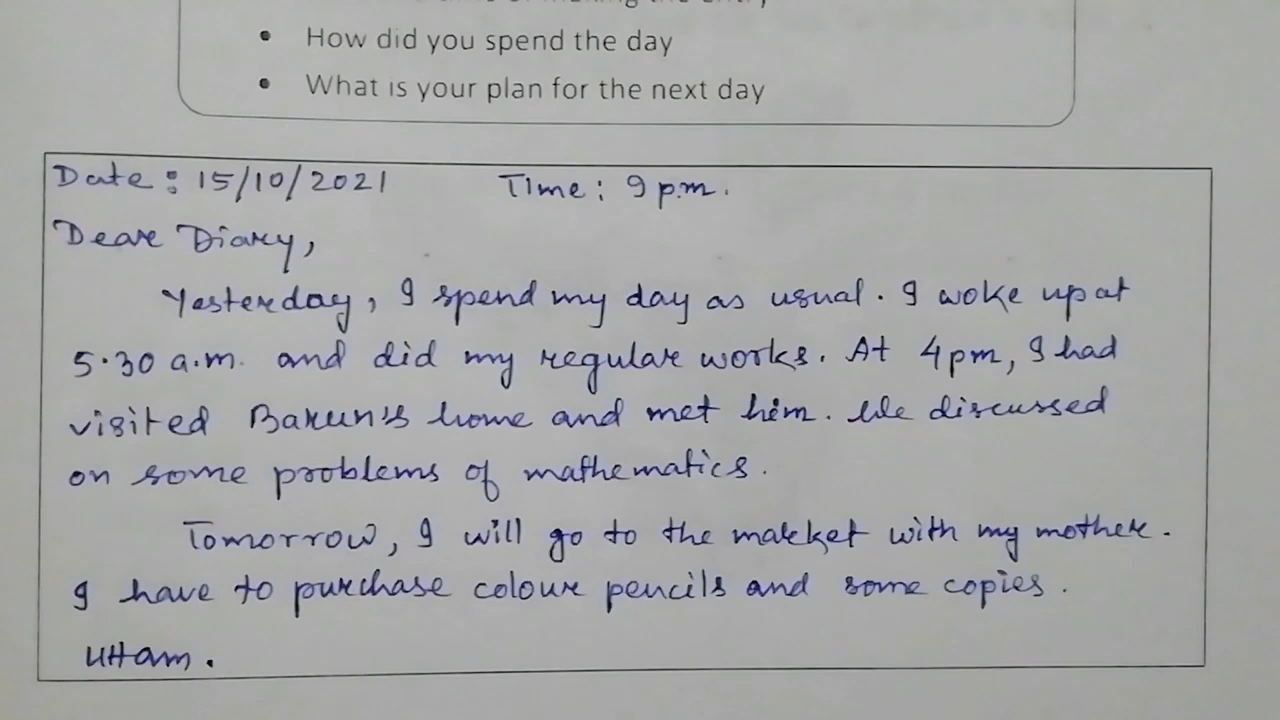 How did you spend the day
What is your plan for the next day
Date: 15/10/2021 Time: 9 p.m.
Dear Diary,
Yesterday, I spend my day as usual. I woke up at
5.30 a.m. and did my regular works. At 4pm, I had
visited Barun's home and met him. We discussed
on some problems of mathematics.
Tomorrow, I will go to the market with my mother.
I have to purchase colour pencils and some copies.
Uttam.